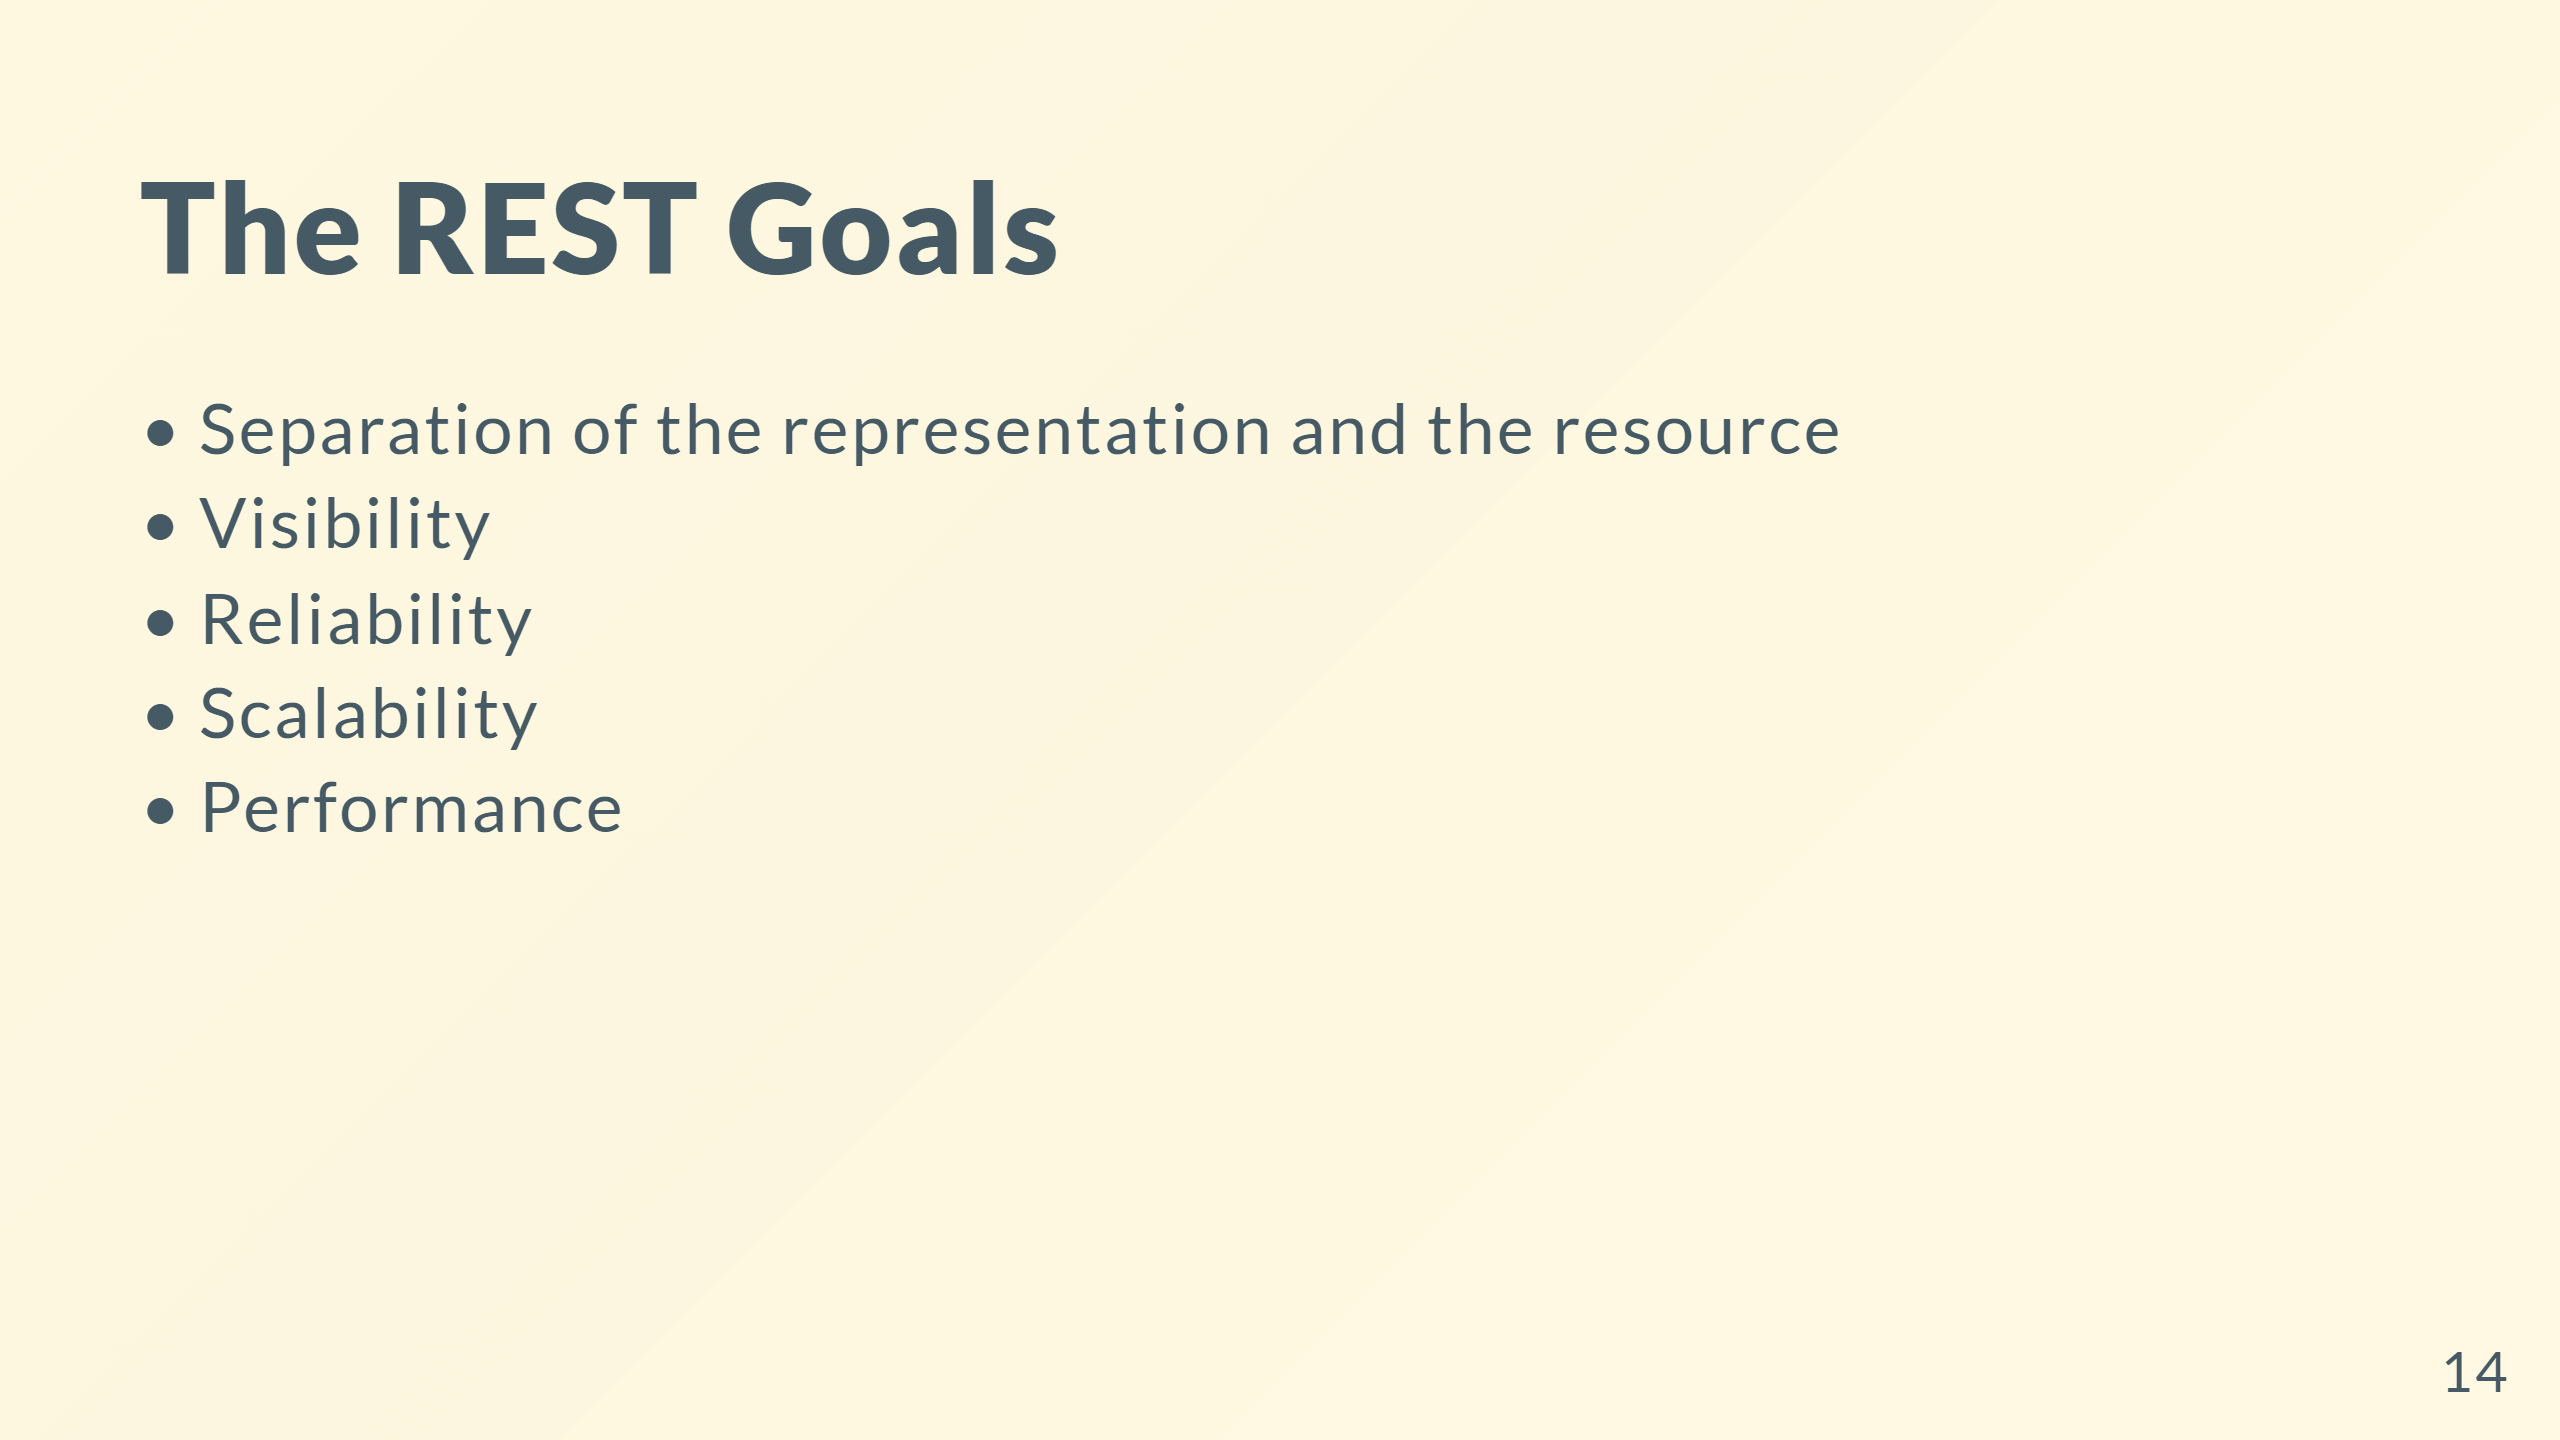 The REST Goals
• Separation of the representation and the resource
• Visibility
• Reliability
• Scalability
• Performance
14